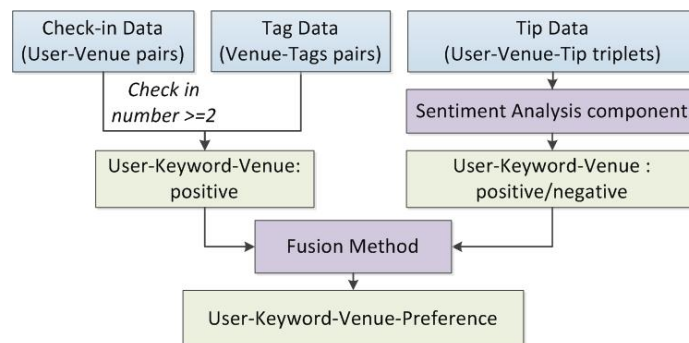 Check-in Data
(User-Venue pairs)
Tag Data
(Venue-Tags pairs)
Tip Data
(User-Venue-Tip triplets)
Check in
number >=2
Sentiment Analysis component
User-Keyword-Venue:
positive
User-Keyword-Venue :
positive/negative
Fusion Method
User-Keyword-Venue-Preference